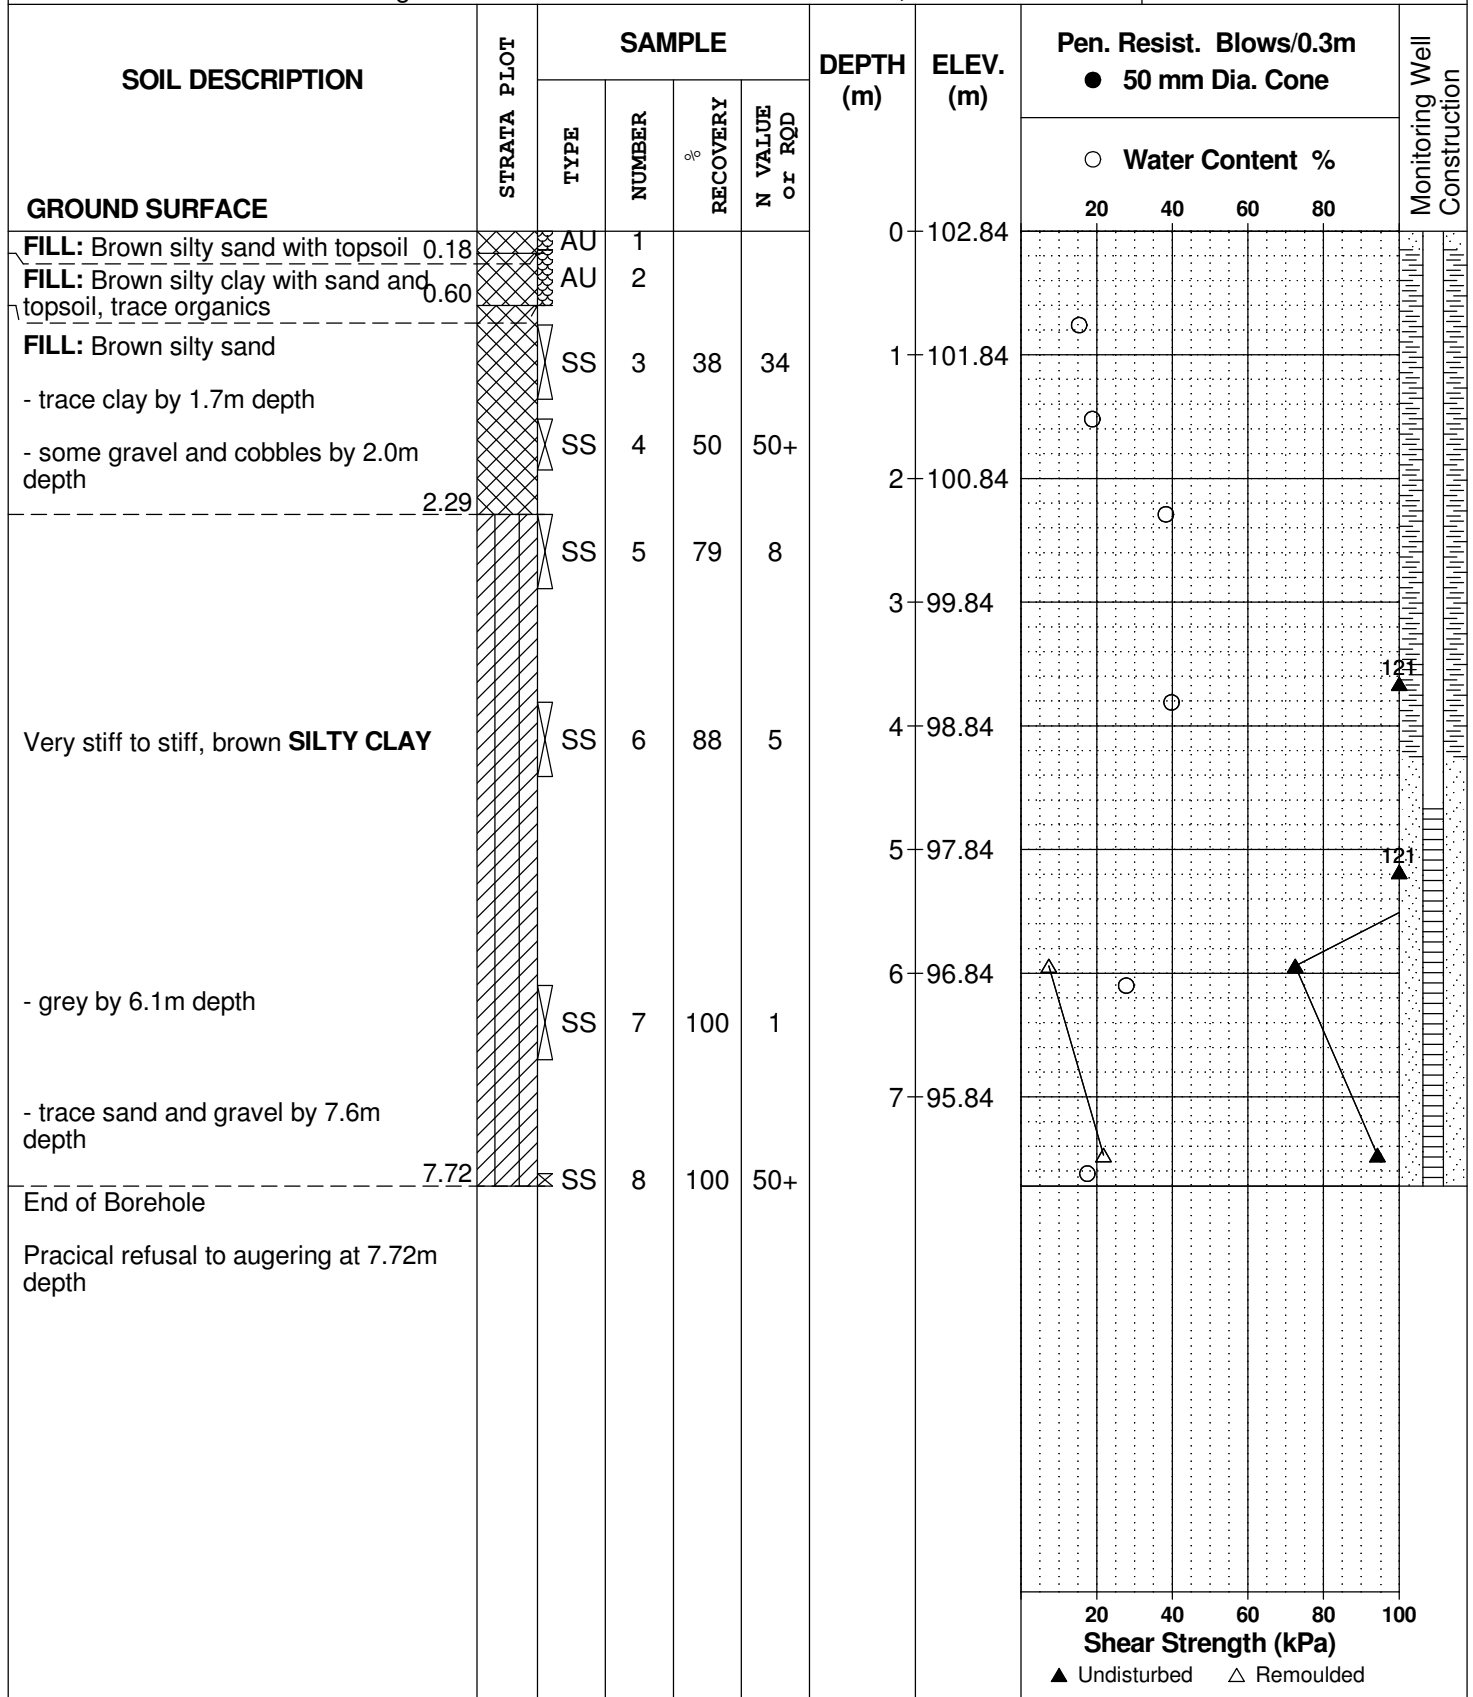 SOIL DESCRIPTION
GROUND SURFACE
STRATA PLOT
SAMPLE
TYPE
NUMBER
% RECOVERY
N VALUE or RQD
DEPTH (m)
ELEV. (m)
Pen. Resist. Blows/0.3m
● 50 mm Dia. Cone
○ Water Content %
20 40 60 80
Monitoring Well Construction
FILL: Brown silty sand with topsoil 0.18
AU 1
0 102.84
FILL: Brown silty clay with sand and
topsoil, trace organics
0.60
AU 2
FILL: Brown silty sand
SS 3 38 34
1 101.84
- trace clay by 1.7m depth
- some gravel and cobbles by 2.0m
depth
SS 4 50 50+
2 100.84
2.29
SS 5 79 8
3 99.84
121
Very stiff to stiff, brown SILTY CLAY
SS 6 88 5
4 98.84
5 97.84
121
6 96.84
- grey by 6.1m depth
SS 7 100 1
7 95.84
- trace sand and gravel by 7.6m
depth
7.72
SS 8 100 50+
End of Borehole
Pracical refusal to augering at 7.72m
depth
20 40 60 80 100
Shear Strength (kPa)
▲ Undisturbed △ Remoulded